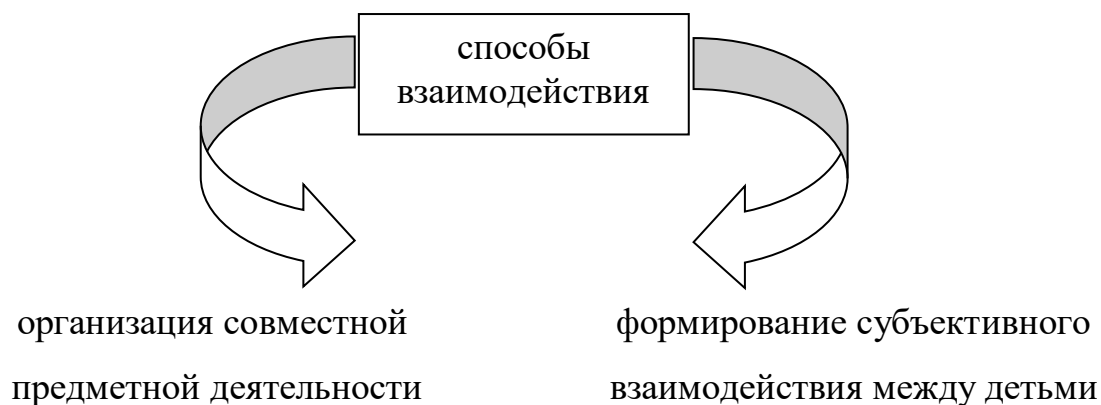 способы
взаимодействия
организация совместной
предметной деятельности
формирование субъективного
взаимодействия между детьми